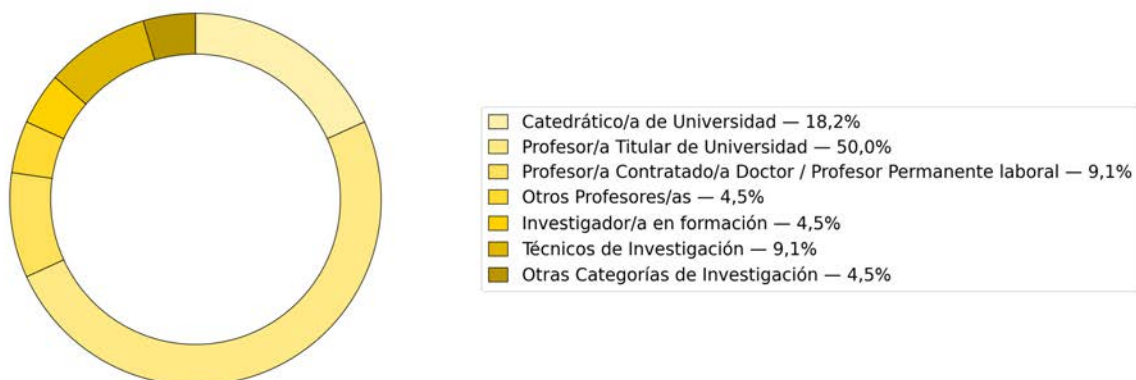 Catedrático/a de Universidad — 18,2%
Profesor/a Titular de Universidad — 50,0%
Profesor/a Contratado/a Doctor / Profesor Permanente laboral — 9,1%
Otros Profesores/as — 4,5%
Investigador/a en formación — 4,5%
Técnicos de Investigación — 9,1%
Otras Categorías de Investigación — 4,5%